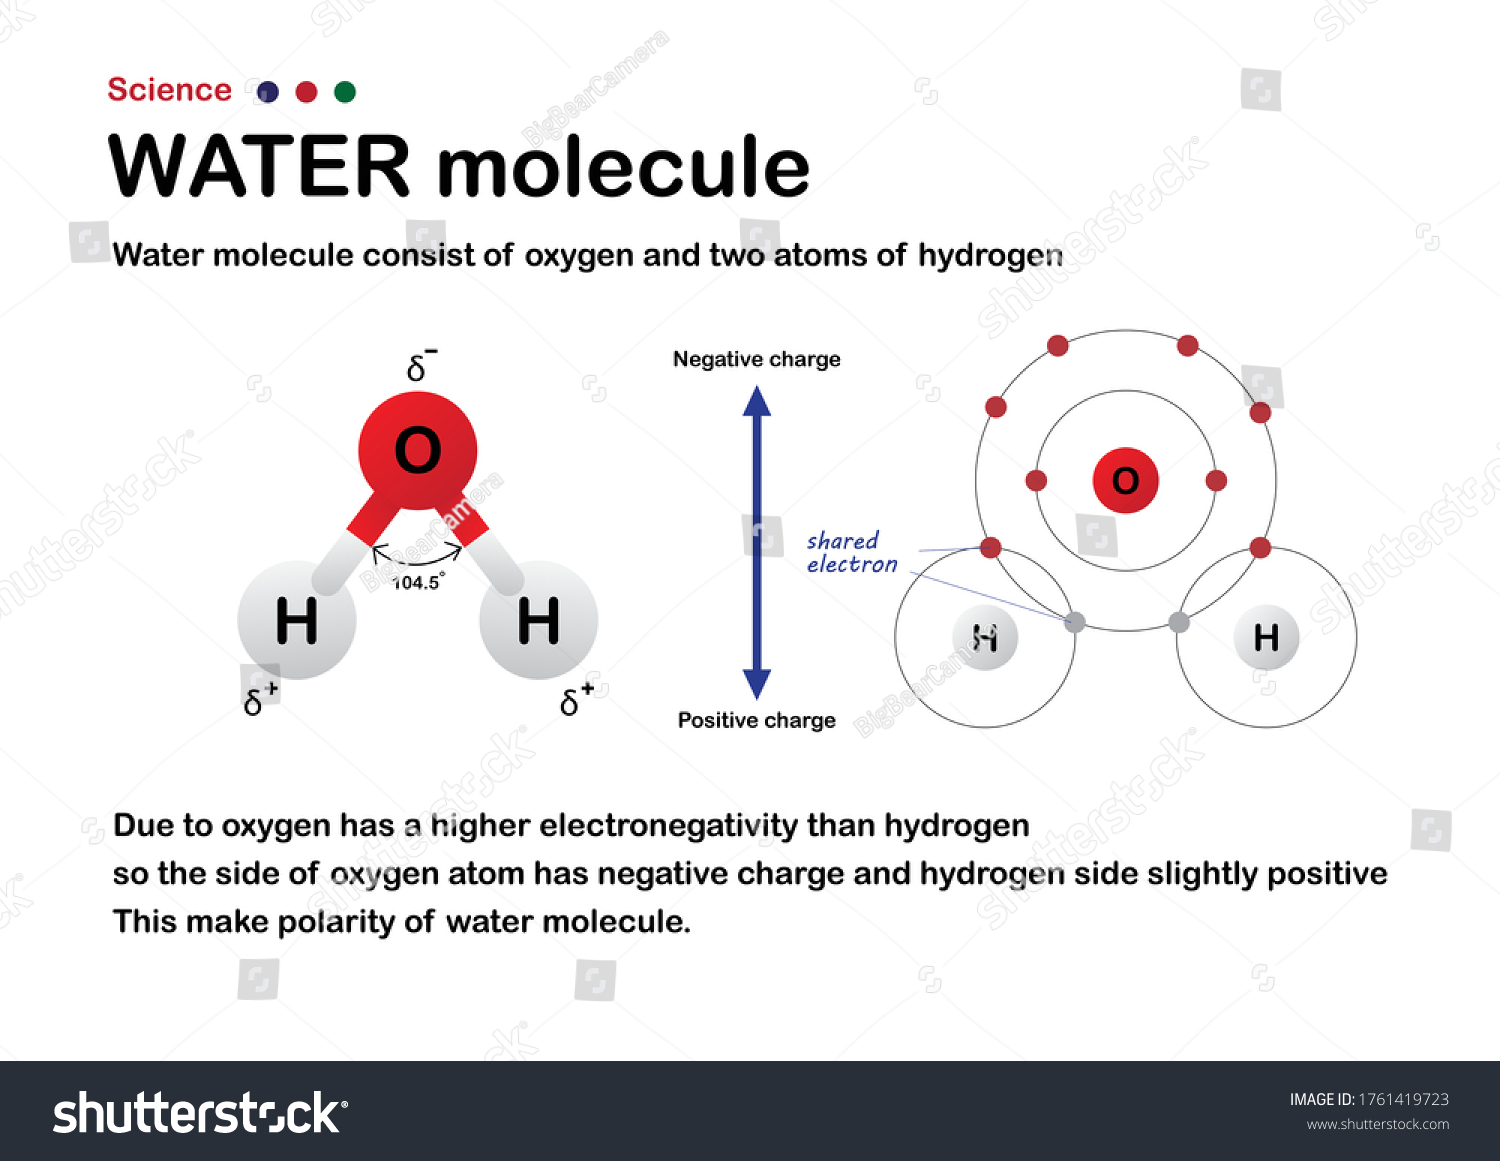 Science
WATER molecule
Water molecule consist of oxygen and two atoms of hydrogen
δ⁻
O
104.5°
H
H
δ⁺
δ⁺
Negative charge
Positive charge
shared
electron
O
H
H
Due to oxygen has a higher electronegativity than hydrogen
so the side of oxygen atom has negative charge and hydrogen side slightly positive
This make polarity of water molecule.
shutterstock
BigBearCamera
shutterstock
IMAGE ID: 1761419723
www.shutterstock.com